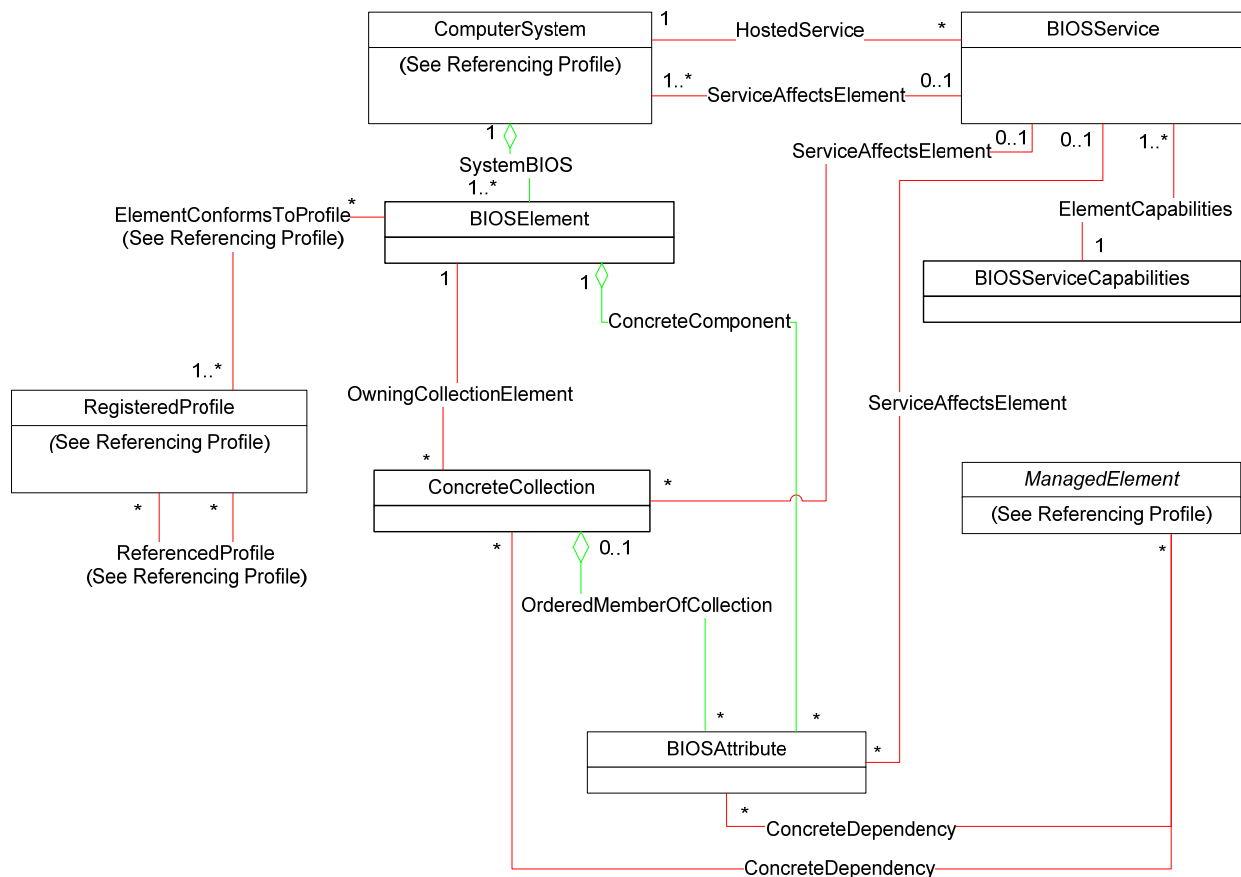 ComputerSystem
(See Referencing Profile)
1
HostedService
*
BIOSService
1..*
ServiceAffectsElement
0..1
1
SystemBIOS
1..*
ServiceAffectsElement
0..1
0..1
1..*
ElementCapabilities
1
BIOSServiceCapabilities
ElementConformsToProfile
(See Referencing Profile)
*
BIOSElement
1
1
ConcreteComponent
1..*
RegisteredProfile
(See Referencing Profile)
*
*
ReferencedProfile
(See Referencing Profile)
OwningCollectionElement
*
ConcreteCollection
*
*
0..1
OrderedMemberOfCollection
ServiceAffectsElement
ManagedElement
(See Referencing Profile)
*
*
*
BIOSAttribute
*
*
ConcreteDependency
ConcreteDependency